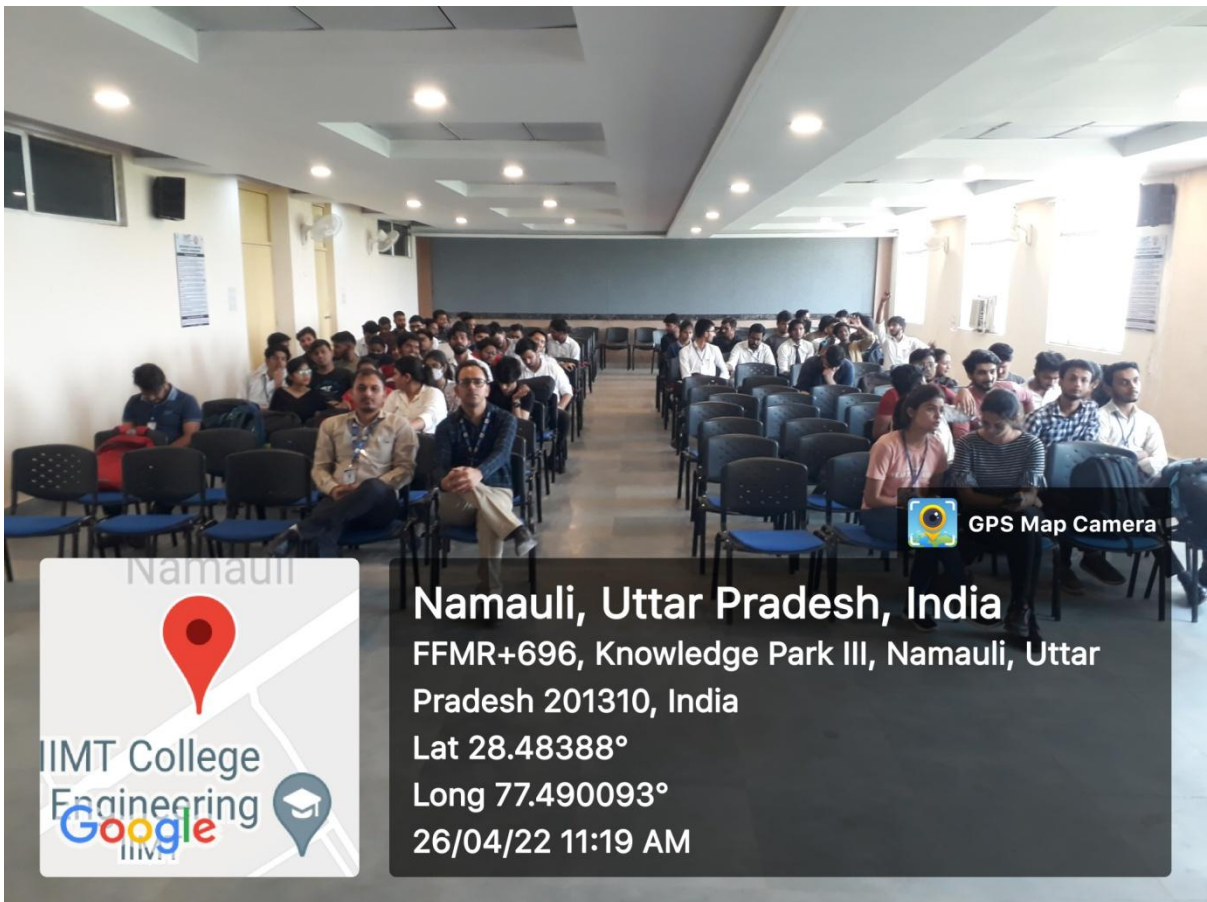 GPS Map Camera
Namauli
IIMT College
Engineering
Google
IIMT
Namauli, Uttar Pradesh, India
FFMR+696, Knowledge Park III, Namauli, Uttar
Pradesh 201310, India
Lat 28.48388°
Long 77.490093°
26/04/22 11:19 AM